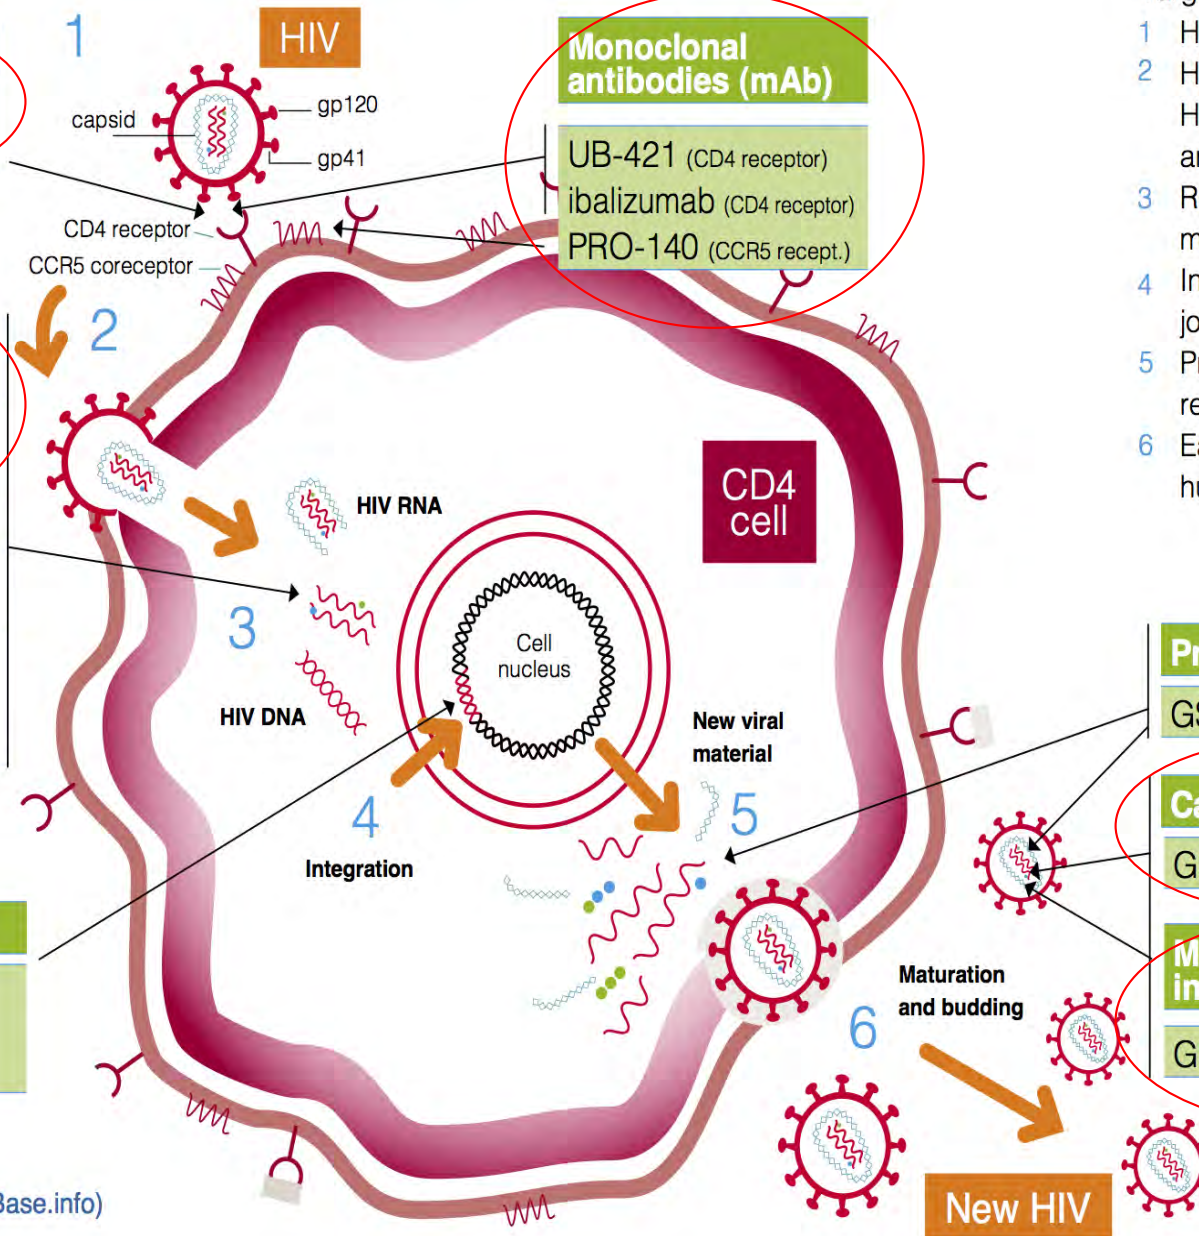 1
HIV
capsid
gp120
gp41
CD4 receptor
CCR5 coreceptor
Monoclonal
antibodies (mAb)
UB-421 (CD4 receptor)
ibalizumab (CD4 receptor)
PRO-140 (CCR5 recept.)
1 H
2 H
H
3 R
4 In
jo
5
6
2
HIV RNA
CD4
cell
3
HIV DNA
Cell
nucleus
4
Integration
New viral
material
5
Maturation
and budding
6
New HIV
Base.info)